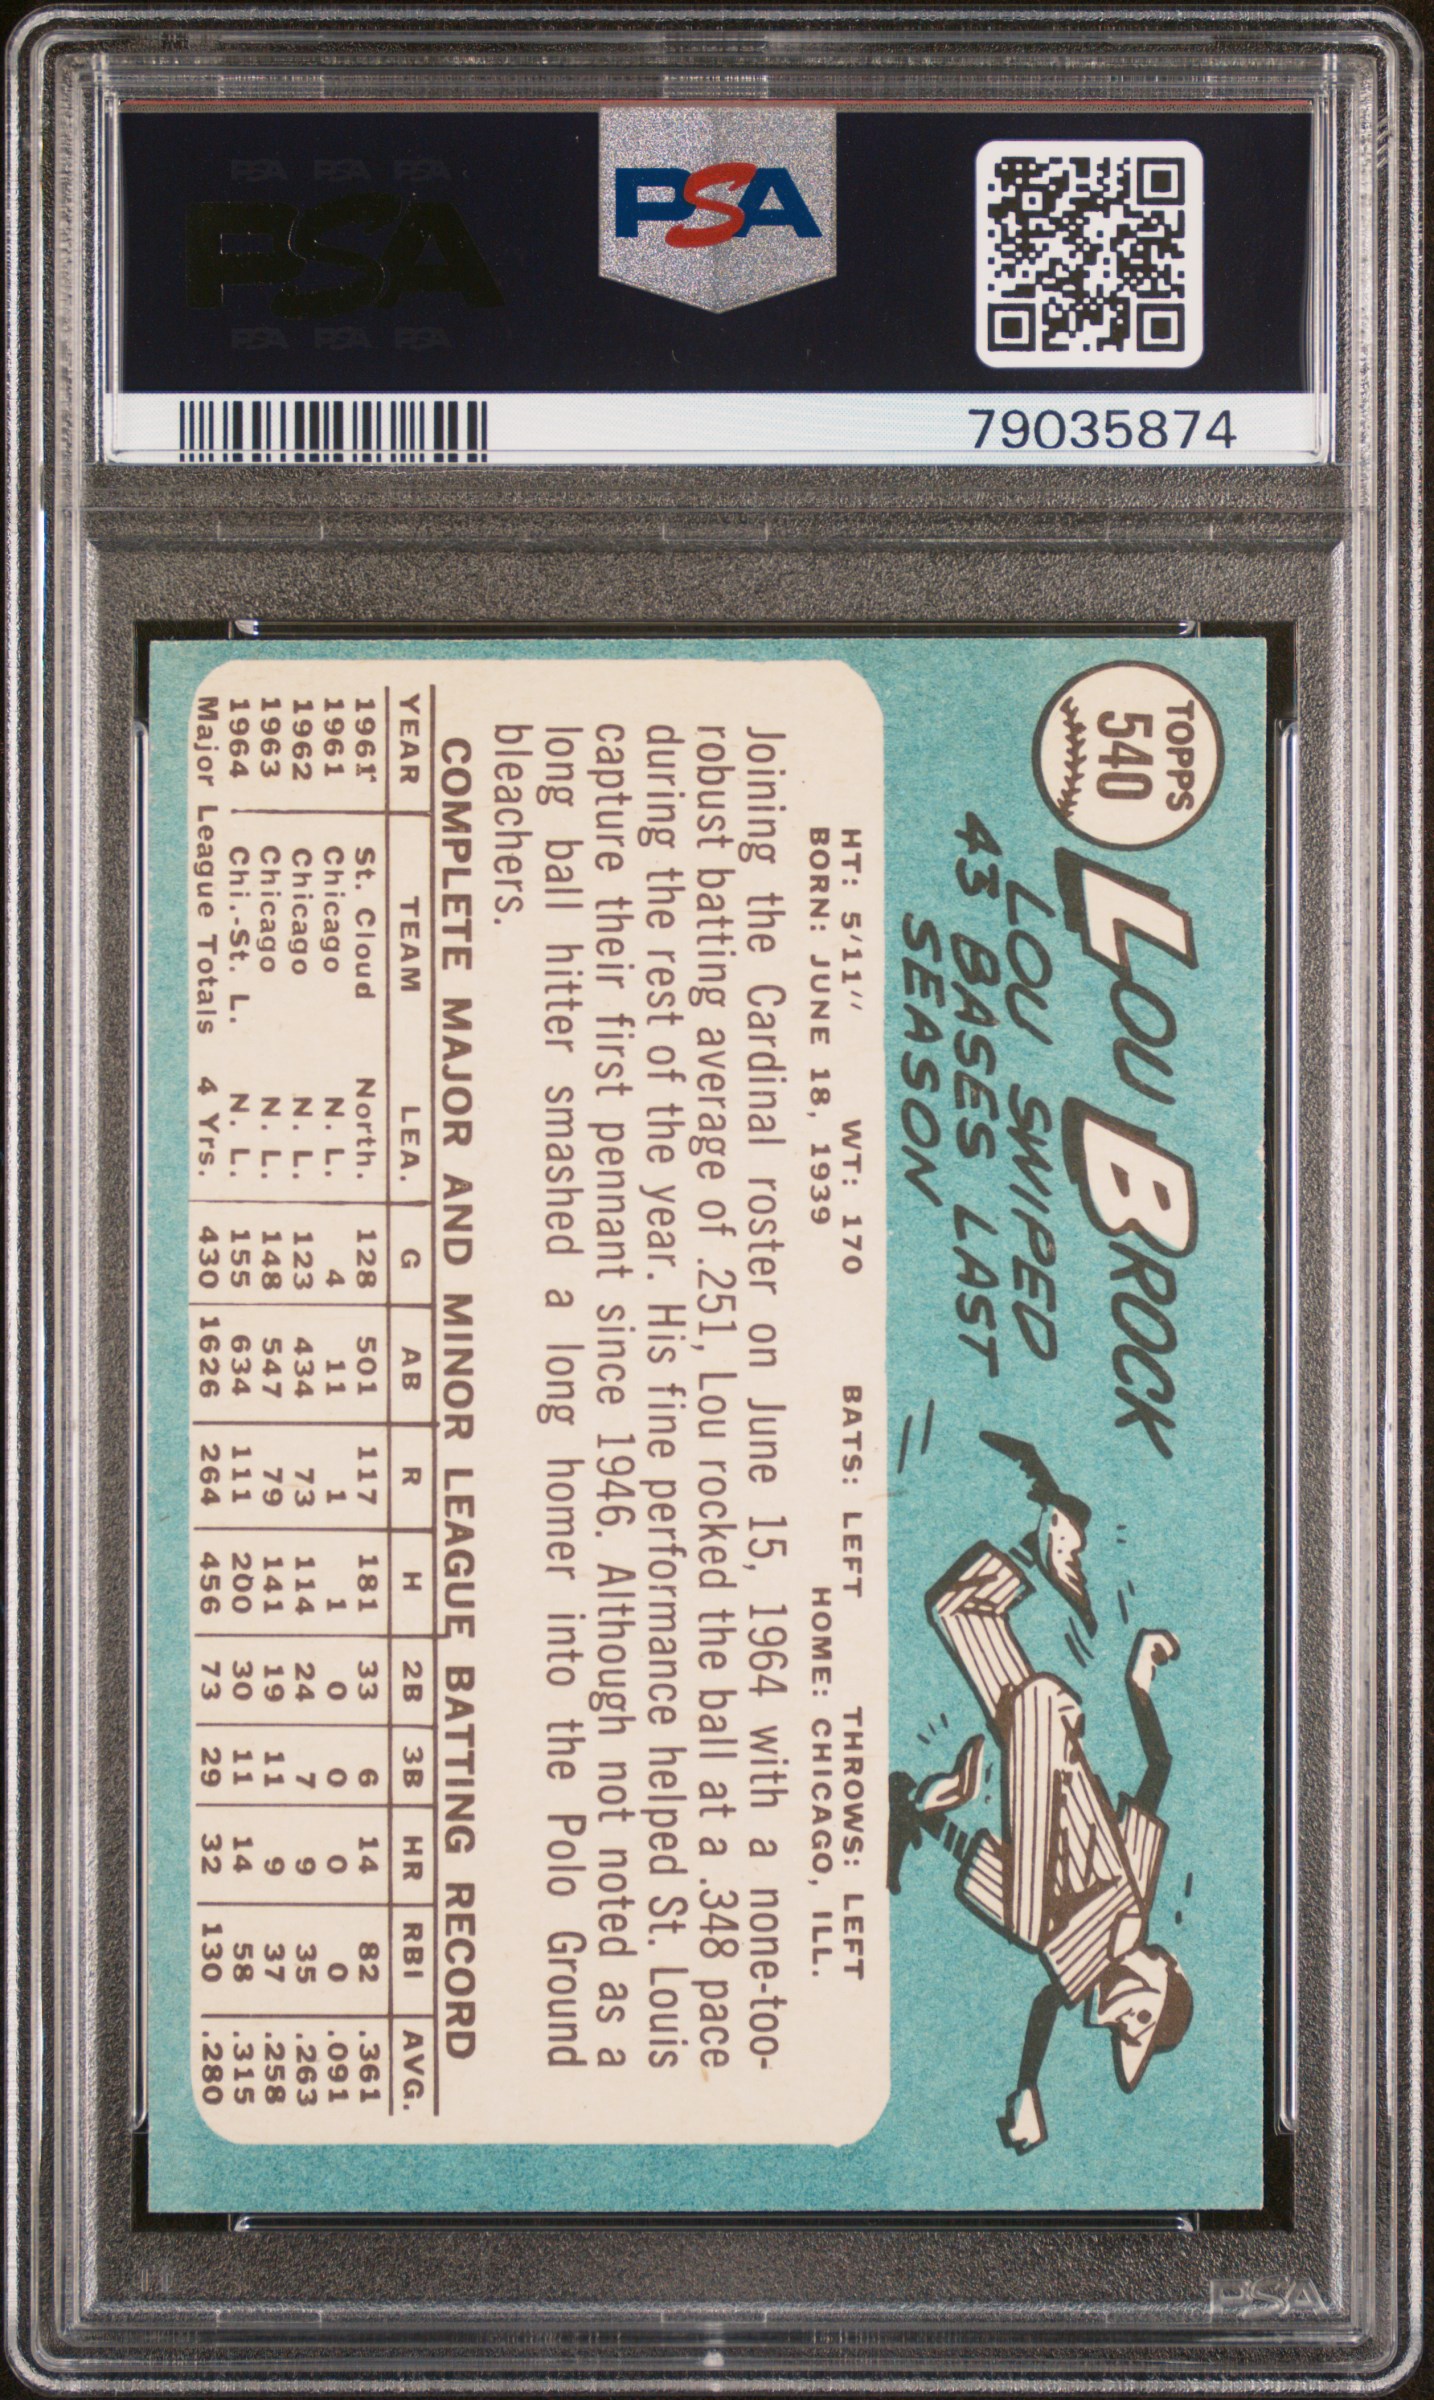 PSA PSA PSA
PSA
PSA PSA PSA
PSA
79035874
TOPPS
540
LOU BROCK
LOU SWIPED
43 BASES LAST
SEASON
HT: 5'11" WT: 170 BATS: LEFT THROWS: LEFT
BORN: JUNE 18, 1939 HOME: CHICAGO, ILL.
Joining the Cardinal roster on June 15, 1964 with a none-too-
robust batting average of .251, Lou rocked the ball at a .348 pace
during the rest of the year. His fine performance helped St. Louis
capture their first pennant since 1946. Although not noted as a
long ball hitter smashed a long homer into the Polo Ground
bleachers.
COMPLETE MAJOR AND MINOR LEAGUE BATTING RECORD
YEAR TEAM LEA. G AB R H 2B 3B HR RBI AVG.
1961 St. Cloud North. 128 501 117 181 33 6 14 82 .361
1961 Chicago N. L. 4 11 1 1 0 0 0 0 .091
1962 Chicago N. L. 123 434 73 114 24 7 9 35 .263
1963 Chicago N. L. 148 547 79 141 19 11 9 37 .258
1964 Chi.-St. L. N. L. 155 634 111 200 30 11 14 58 .315
Major League Totals 4 Yrs. 430 1626 264 456 73 29 32 130 .280
PSA